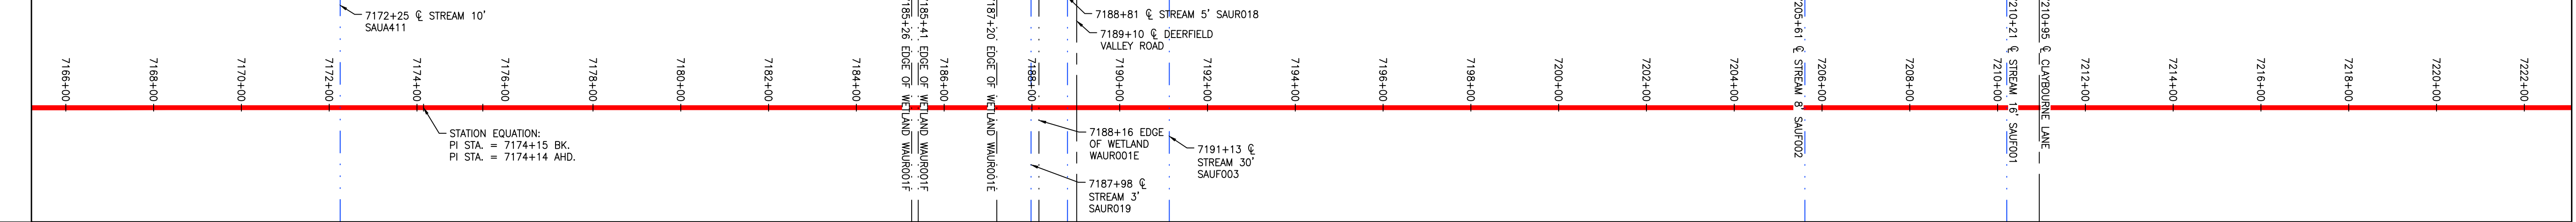 7172+25 ℄ STREAM 10'
SAUA411
7185+26 EDGE OF WETLAND WAUR001F
7185+41 EDGE OF WETLAND WAUR001F
7187+20 EDGE OF WETLAND WAUR001E
7188+81 ℄ STREAM 5' SAUR018
7189+10 ℄ DEERFIELD
VALLEY ROAD
7205+61 ℄ STREAM 8' SAUF002
7210+21 ℄ STREAM 16' SAUF001
7210+95 ℄ CLAYBOURNE LANE
7166+00
7168+00
7170+00
7172+00
7174+00
7176+00
7178+00
7180+00
7182+00
7184+00
7186+00
7188+00
7190+00
7192+00
7194+00
7196+00
7198+00
7200+00
7202+00
7204+00
7206+00
7208+00
7210+00
7212+00
7214+00
7216+00
7218+00
7220+00
7222+00
STATION EQUATION:
PI STA. = 7174+15 BK.
PI STA. = 7174+14 AHD.
7188+16 EDGE
OF WETLAND
WAUR001E
7191+13 ℄
STREAM 30'
SAUF003
7187+98 ℄
STREAM 3'
SAUR019